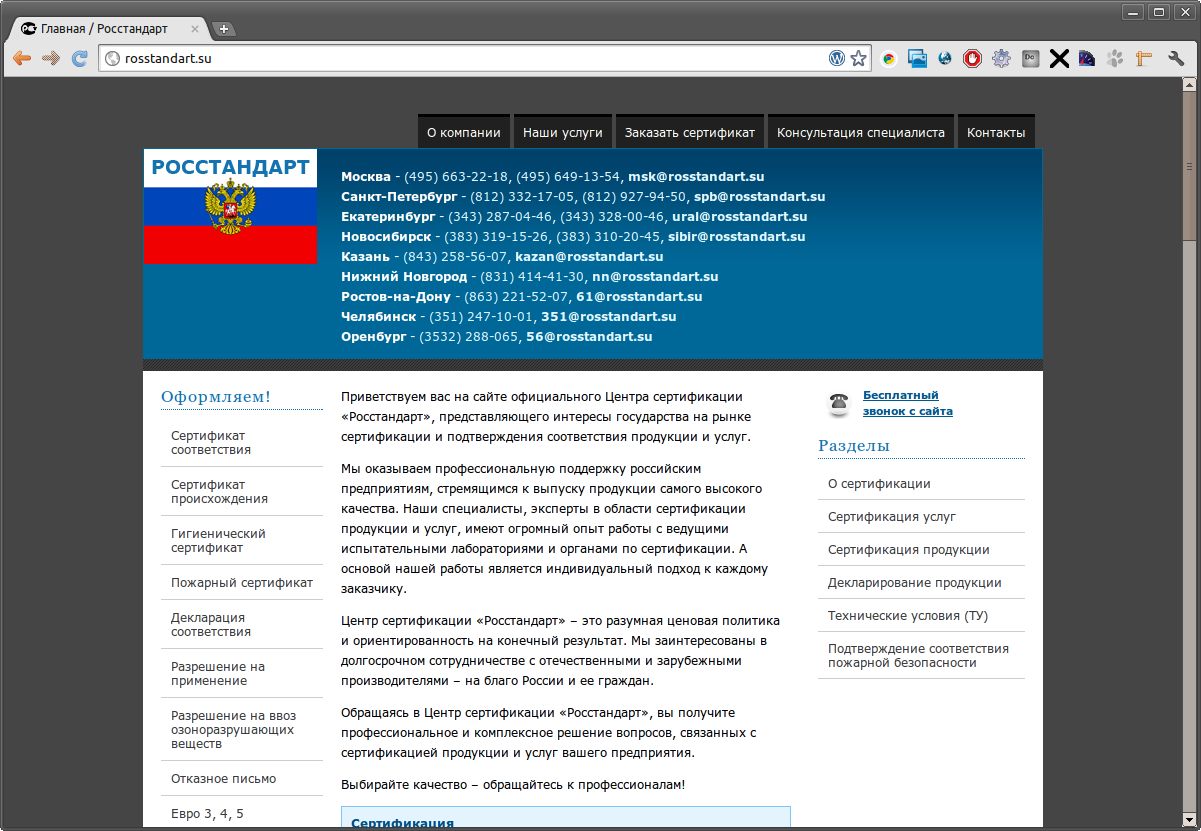 Главная / Росстандарт
rosstandart.su
О компании
Наши услуги
Заказать сертификат
Консультация специалиста
Контакты
РОССТАНДАРТ
Москва - (495) 663-22-18, (495) 649-13-54, msk@rosstandart.su
Санкт-Петербург - (812) 332-17-05, (812) 927-94-50, spb@rosstandart.su
Екатеринбург - (343) 287-04-46, (343) 328-00-46, ural@rosstandart.su
Новосибирск - (383) 319-15-26, (383) 310-20-45, sibir@rosstandart.su
Казань - (843) 258-56-07, kazan@rosstandart.su
Нижний Новгород - (831) 414-41-30, nn@rosstandart.su
Ростов-на-Дону - (863) 221-52-07, 61@rosstandart.su
Челябинск - (351) 247-10-01, 351@rosstandart.su
Оренбург - (3532) 288-065, 56@rosstandart.su
Оформляем!
Сертификат
соответствия
Сертификат
происхождения
Гигиенический
сертификат
Пожарный сертификат
Декларация
соответствия
Разрешение на
применение
Разрешение на ввоз
озоноразрушающих
веществ
Отказное письмо
Евро 3, 4, 5
Приветствуем вас на сайте официального Центра сертификации
«Росстандарт», представляющего интересы государства на рынке
сертификации и подтверждения соответствия продукции и услуг.
Мы оказываем профессиональную поддержку российским
предприятиям, стремящимся к выпуску продукции самого высокого
качества. Наши специалисты, эксперты в области сертификации
продукции и услуг, имеют огромный опыт работы с ведущими
испытательными лабораториями и органами по сертификации. А
основой нашей работы является индивидуальный подход к каждому
заказчику.
Центр сертификации «Росстандарт» – это разумная ценовая политика
и ориентированность на конечный результат. Мы заинтересованы в
долгосрочном сотрудничестве с отечественными и зарубежными
производителями – на благо России и ее граждан.
Обращаясь в Центр сертификации «Росстандарт», вы получите
профессиональное и комплексное решение вопросов, связанных с
сертификацией продукции и услуг вашего предприятия.
Выбирайте качество – обращайтесь к профессионалам!
Сертификация
Бесплатный
звонок с сайта
Разделы
О сертификации
Сертификация услуг
Сертификация продукции
Декларирование продукции
Технические условия (ТУ)
Подтверждение соответствия
пожарной безопасности